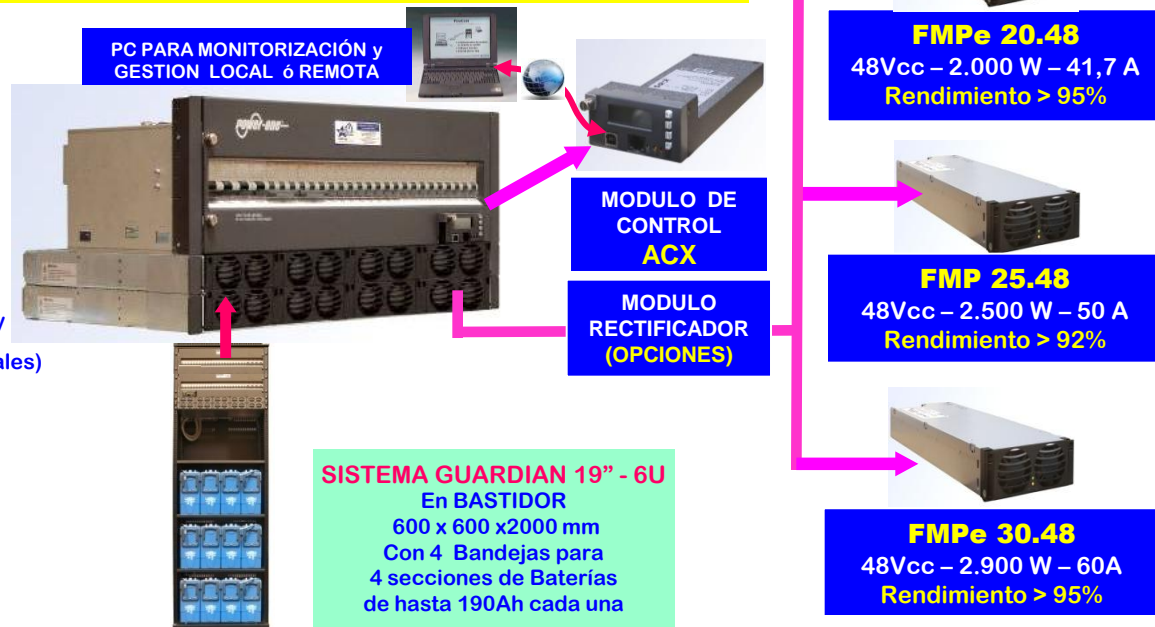 PC PARA MONITORIZACIÓN y
GESTION LOCAL ó REMOTA
power-one
MODULO DE
CONTROL
ACX
MODULO
RECTIFICADOR
(OPCIONES)
FMPe 20.48
48Vcc – 2.000 W – 41,7 A
Rendimiento > 95%
FMP 25.48
48Vcc – 2.500 W – 50 A
Rendimiento > 92%
FMPe 30.48
48Vcc – 2.900 W – 60A
Rendimiento > 95%
/
ales)
SISTEMA GUARDIAN 19” - 6U
En BASTIDOR
600 x 600 x2000 mm
Con 4 Bandejas para
4 secciones de Baterías
de hasta 190Ah cada una